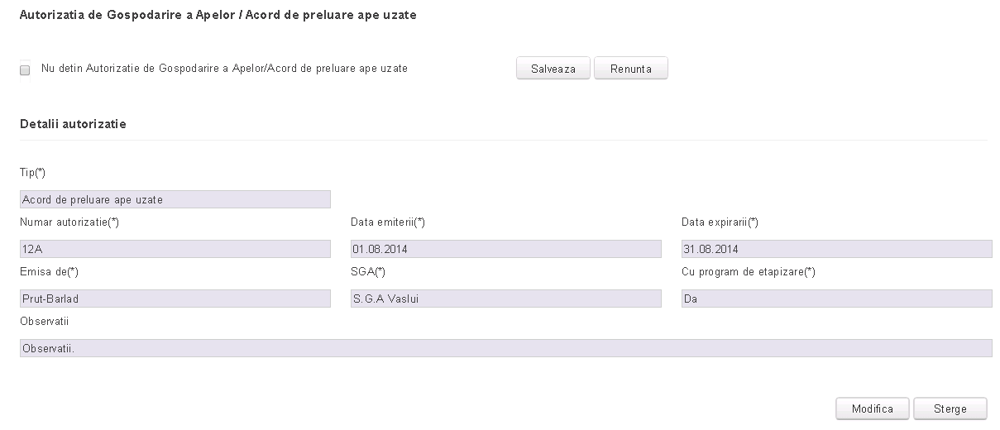 Autorizatia de Gospodarire a Apelor / Acord de preluare ape uzate
Nu detin Autorizatie de Gospodarire a Apelor/Acord de preluare ape uzate Salveaza Renunta
Detalii autorizatie
Tip(*)
Acord de preluare ape uzate
Numar autorizatie(*) Data emiterii(*) Data expirarii(*)
12A 01.08.2014 31.08.2014
Emisa de(*) SGA(*) Cu program de etapizare(*)
Prut-Barlad S.G.A Vaslui Da
Observatii
Observatii.
Modifica Sterge